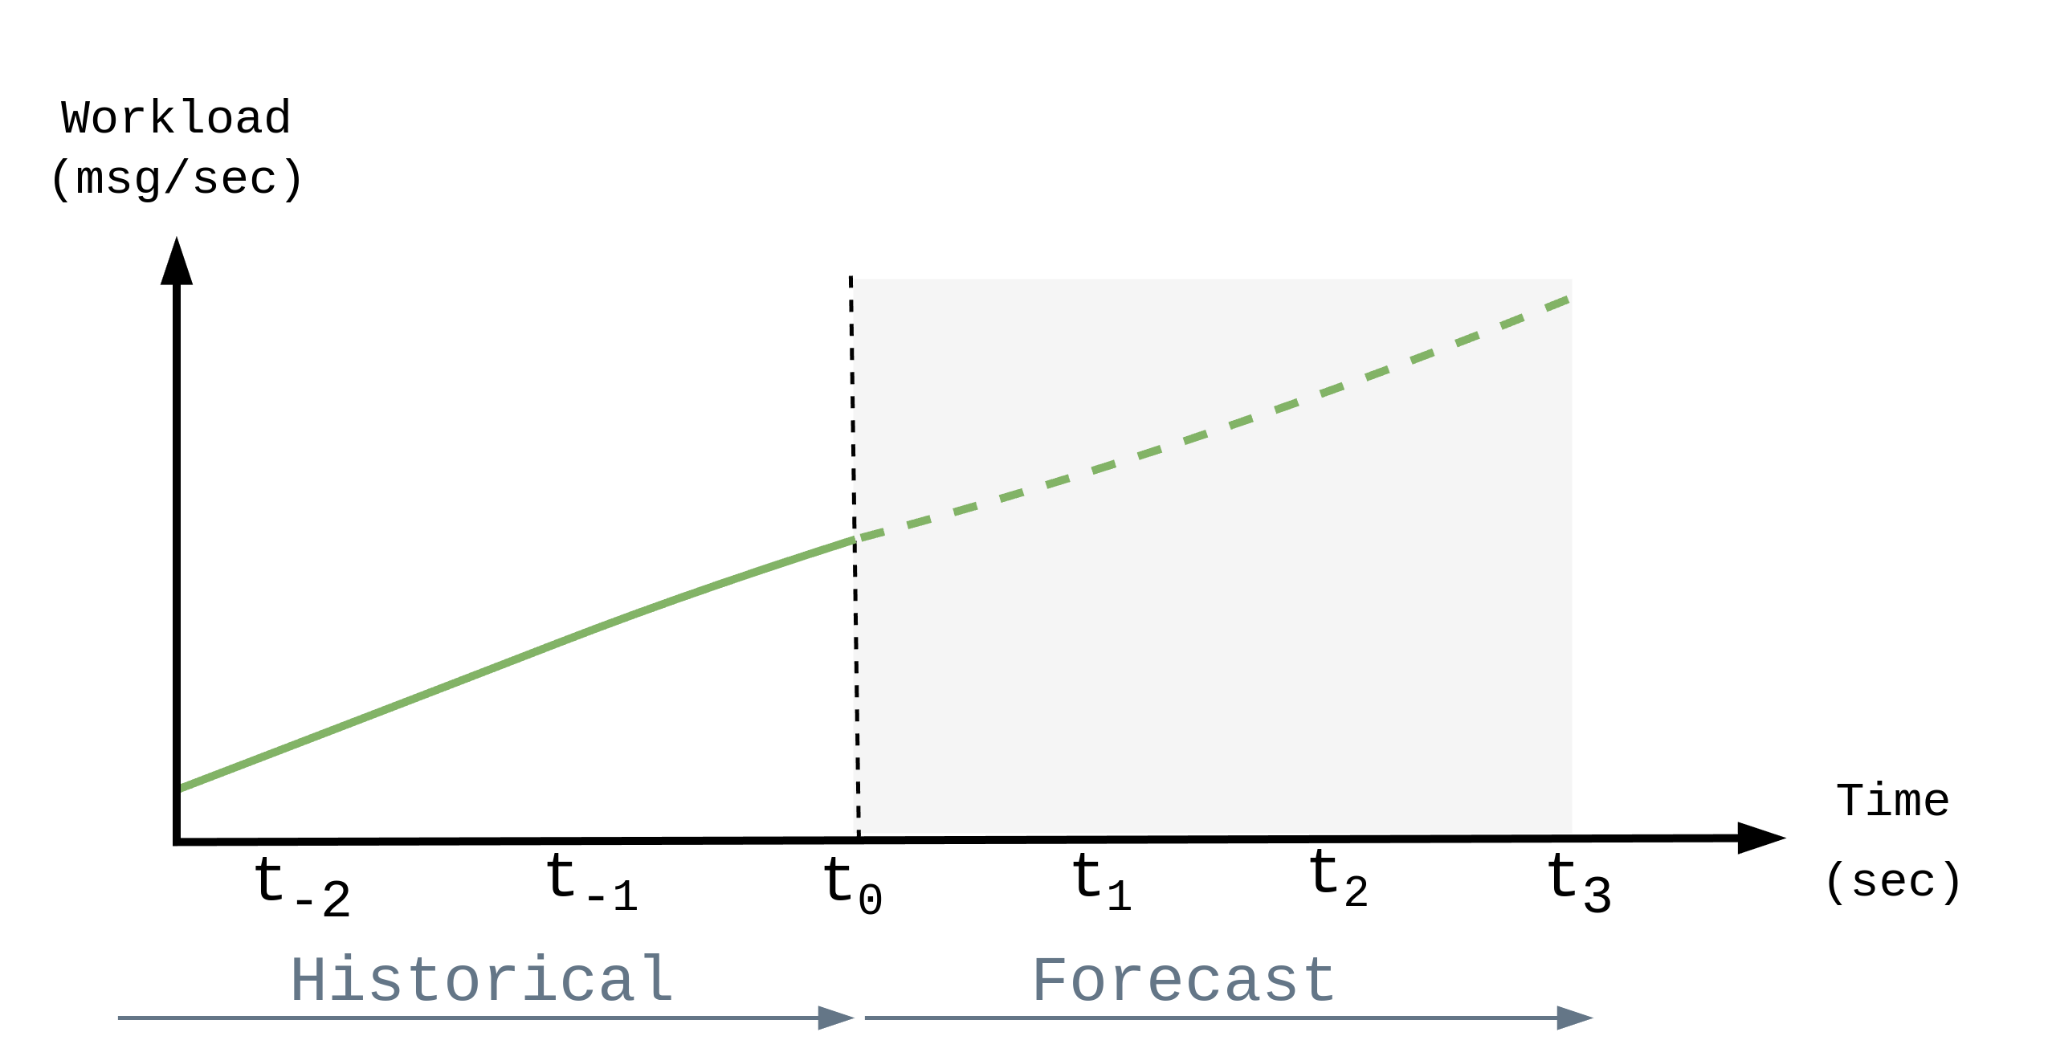 Workload
(msg/sec)
Time
(sec)
t-2 t-1 t0 t1 t2 t3
Historical Forecast